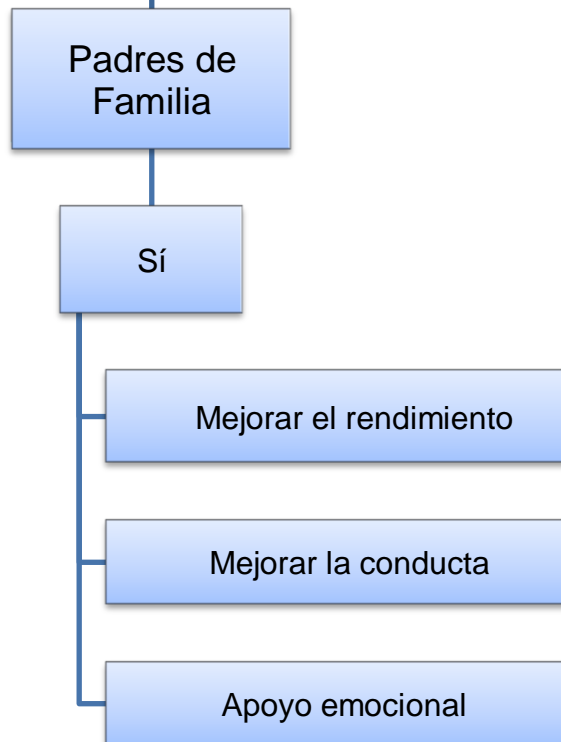 Padres de
Familia
Sí
Mejorar el rendimiento
Mejorar la conducta
Apoyo emocional